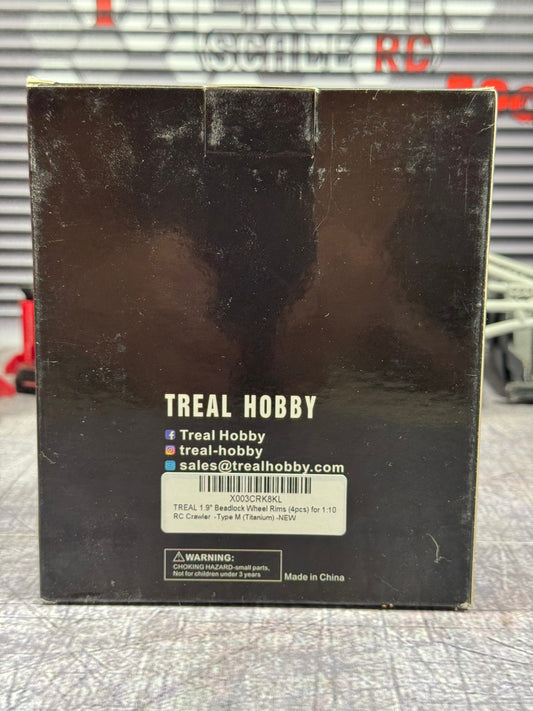 SCALE RC
TREAL HOBBY
Treal Hobby
treal-hobby
sales@trealhobby.com
X003CRK8KL
TREAL 1.9" Beadlock Wheel Rims (4pcs) for 1:10
RC Crawler -Type M (Titanium) -NEW
WARNING:
CHOKING HAZARD-small parts,
Not for children under 3 years
Made in China